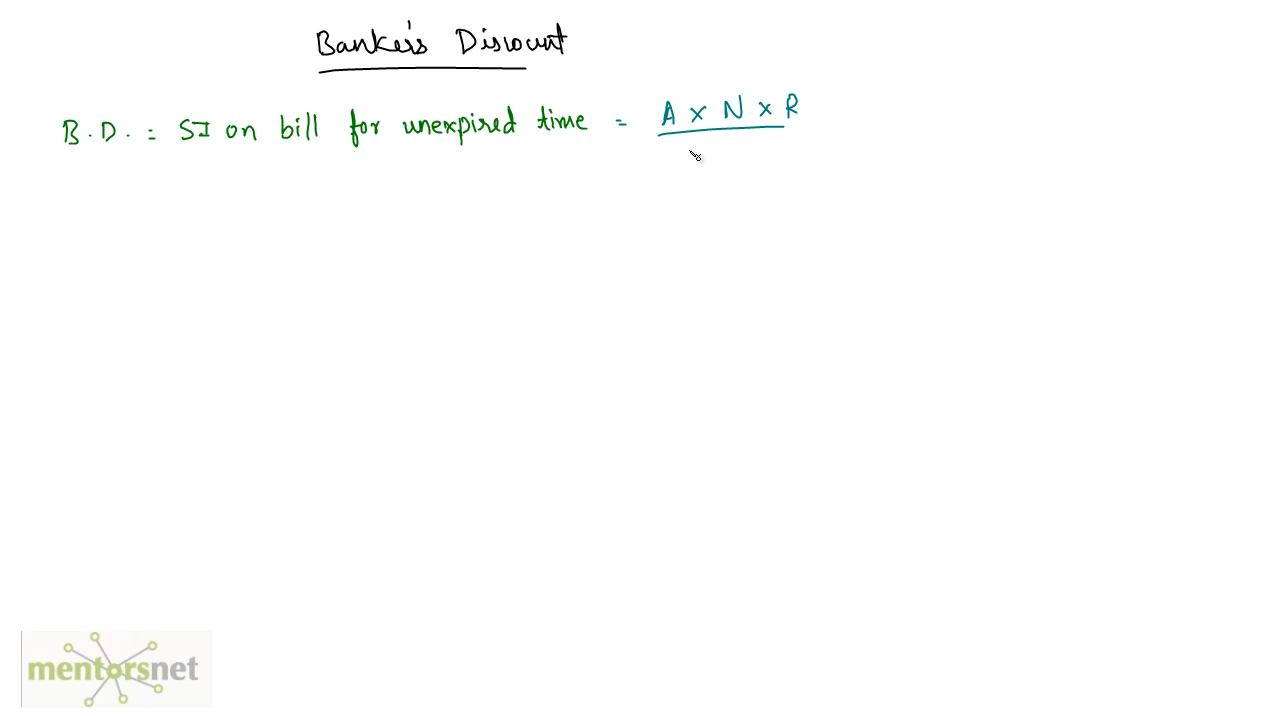 Banker's Discount
B.D. = SI on bill for unexpired time = A × N × R
mentorsnet